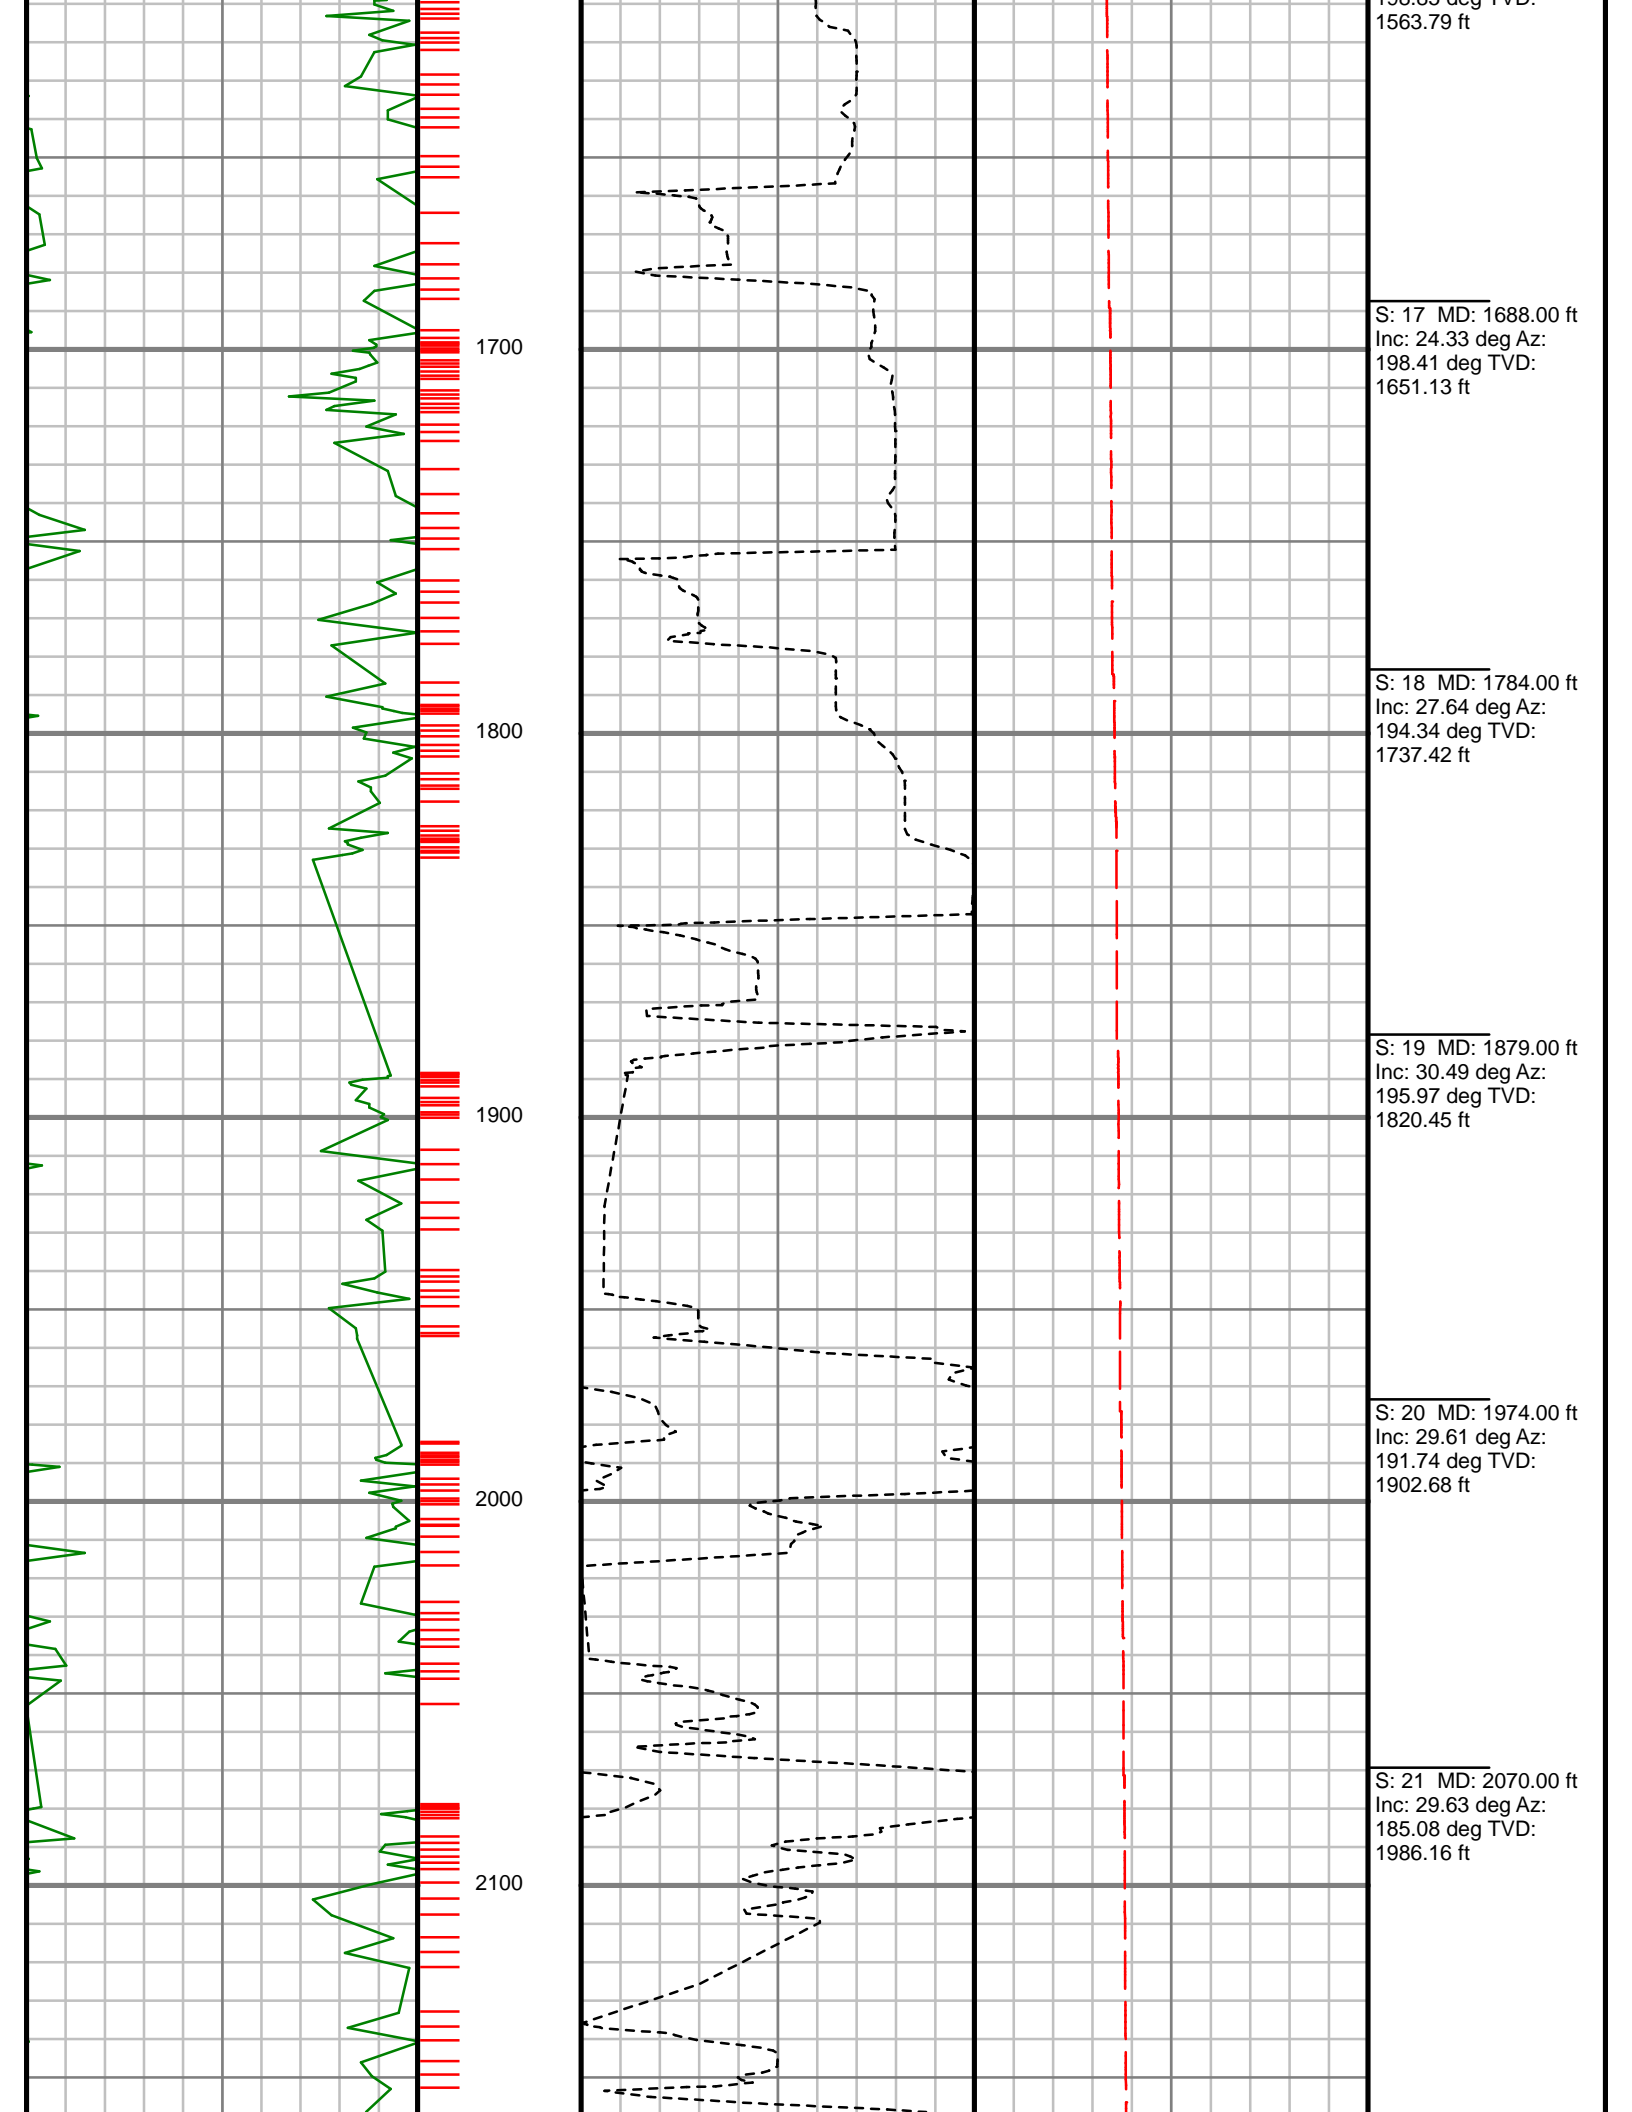 1563.79 ft
S: 17 MD: 1688.00 ft
Inc: 24.33 deg Az:
198.41 deg TVD:
1651.13 ft
1700
S: 18 MD: 1784.00 ft
Inc: 27.64 deg Az:
194.34 deg TVD:
1737.42 ft
1800
S: 19 MD: 1879.00 ft
Inc: 30.49 deg Az:
195.97 deg TVD:
1820.45 ft
1900
S: 20 MD: 1974.00 ft
Inc: 29.61 deg Az:
191.74 deg TVD:
1902.68 ft
2000
S: 21 MD: 2070.00 ft
Inc: 29.63 deg Az:
185.08 deg TVD:
1986.16 ft
2100